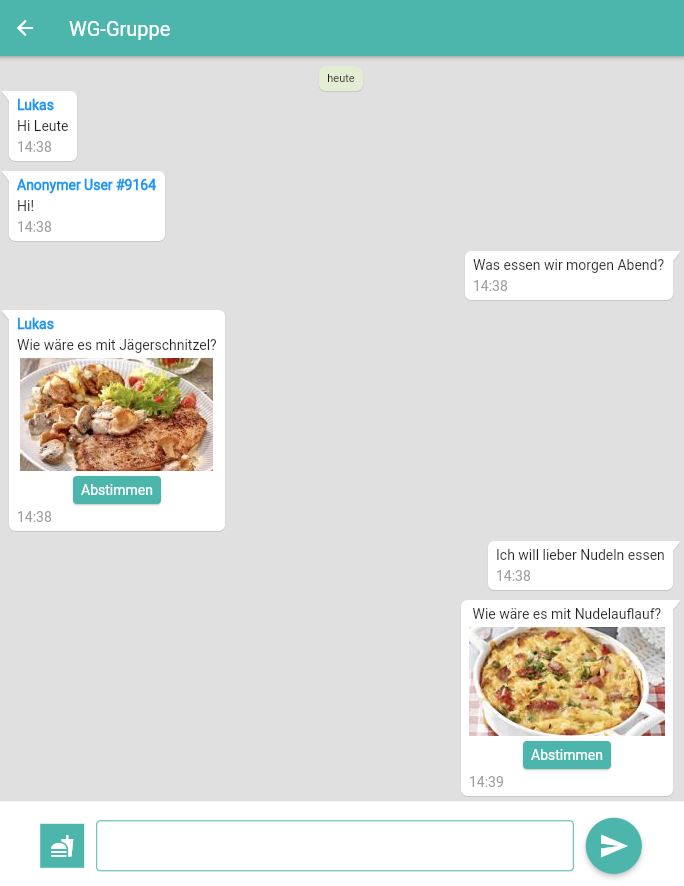 WG-Gruppe
heute
Lukas
Hi Leute
14:38
Anonymer User #9164
Hi!
14:38
Was essen wir morgen Abend?
14:38
Lukas
Wie wäre es mit Jägerschnitzel?
Abstimmen
14:38
Ich will lieber Nudeln essen
14:38
Wie wäre es mit Nudelauflauf?
Abstimmen
14:39